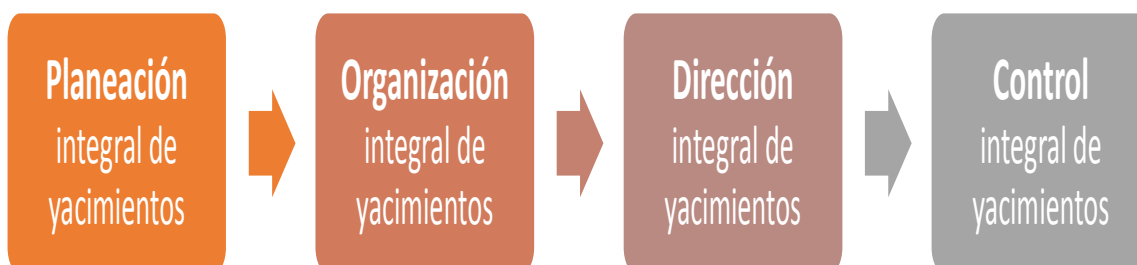 Planeación
integral de
yacimientos
Organización
integral de
yacimientos
Dirección
integral de
yacimientos
Control
integral de
yacimientos